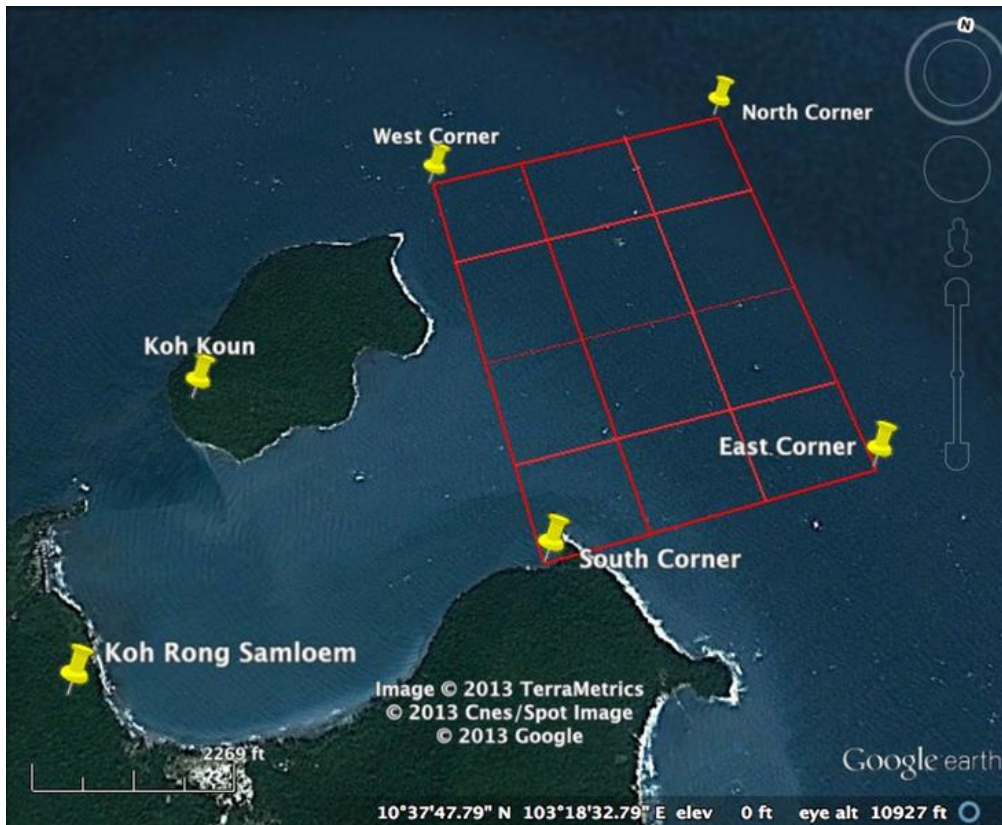 N
North Corner
West Corner
Koh Koun
East Corner
South Corner
Koh Rong Samloem
Image © 2013 TerraMetrics
© 2013 Cnes/Spot Image
© 2013 Google
2269 ft
Google earth
10°37'47.79" N 103°18'32.79" E elev 0 ft eye alt 10927 ft